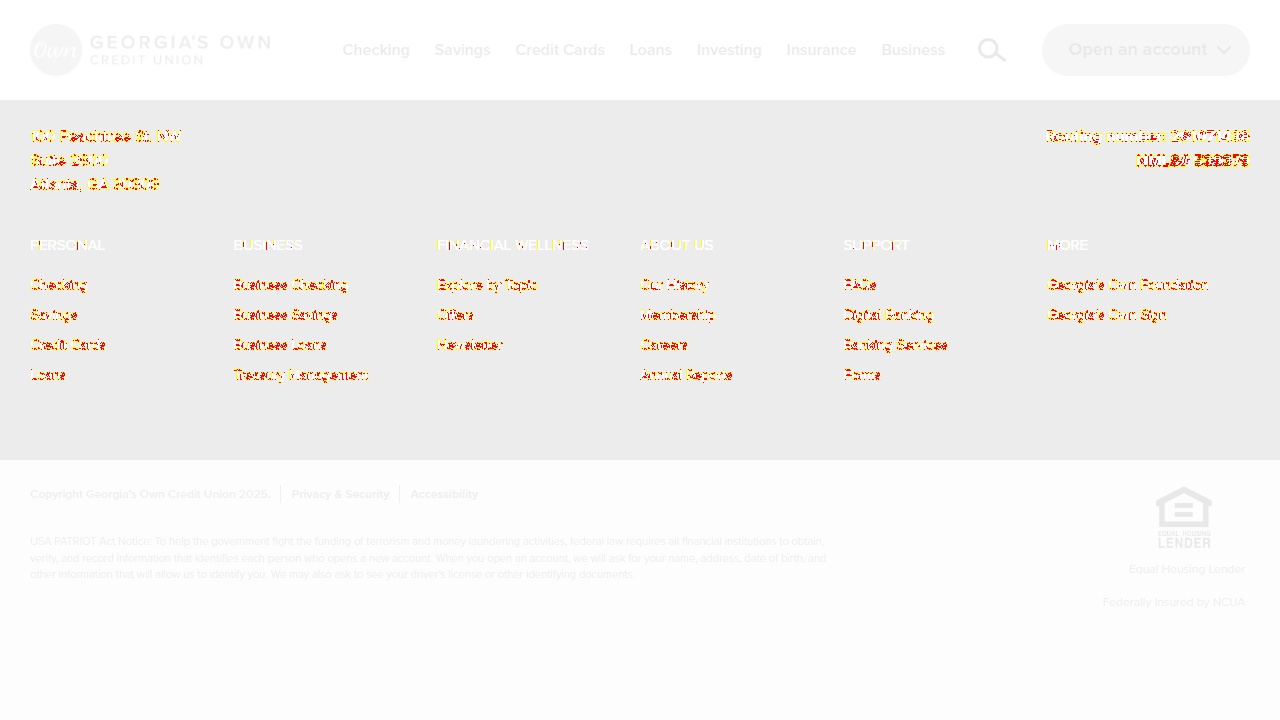 Own GEORGIA'S OWN
CREDIT UNION
Checking Savings Credit Cards Loans Investing Insurance Business Open an account
100 Peachtree St. NW
Suite 2800
Atlanta, GA 30303
Routing number:
NMLS#
PERSONAL
Checking
Savings
Credit Cards
Loans
BUSINESS
Business Checking
Business Savings
Business Loans
Treasury Management
FINANCIAL WELLNESS
Explore by Topic
Offers
Newsletter
ABOUT US
Our History
Membership
Careers
Annual Reports
SUPPORT
FAQs
Digital Banking
Banking Services
Forms
MORE
Georgia's Own Foundation
Georgia's Own Sign
Copyright Georgia's Own Credit Union 2025 Privacy & Security Accessibility
USA PATRIOT Act Notice: To help the government fight the funding of terrorism and money laundering activities, federal law requires all financial institutions to obtain,
verify, and record information that identifies each person who opens a new account. When you open an account, we will ask for your name, address, date of birth, and
other information that will allow us to identify you. We may also ask to see your driver's license or other identifying documents.
EQUAL HOUSING
LENDER
Equal Housing Lender
Federally Insured by NCUA